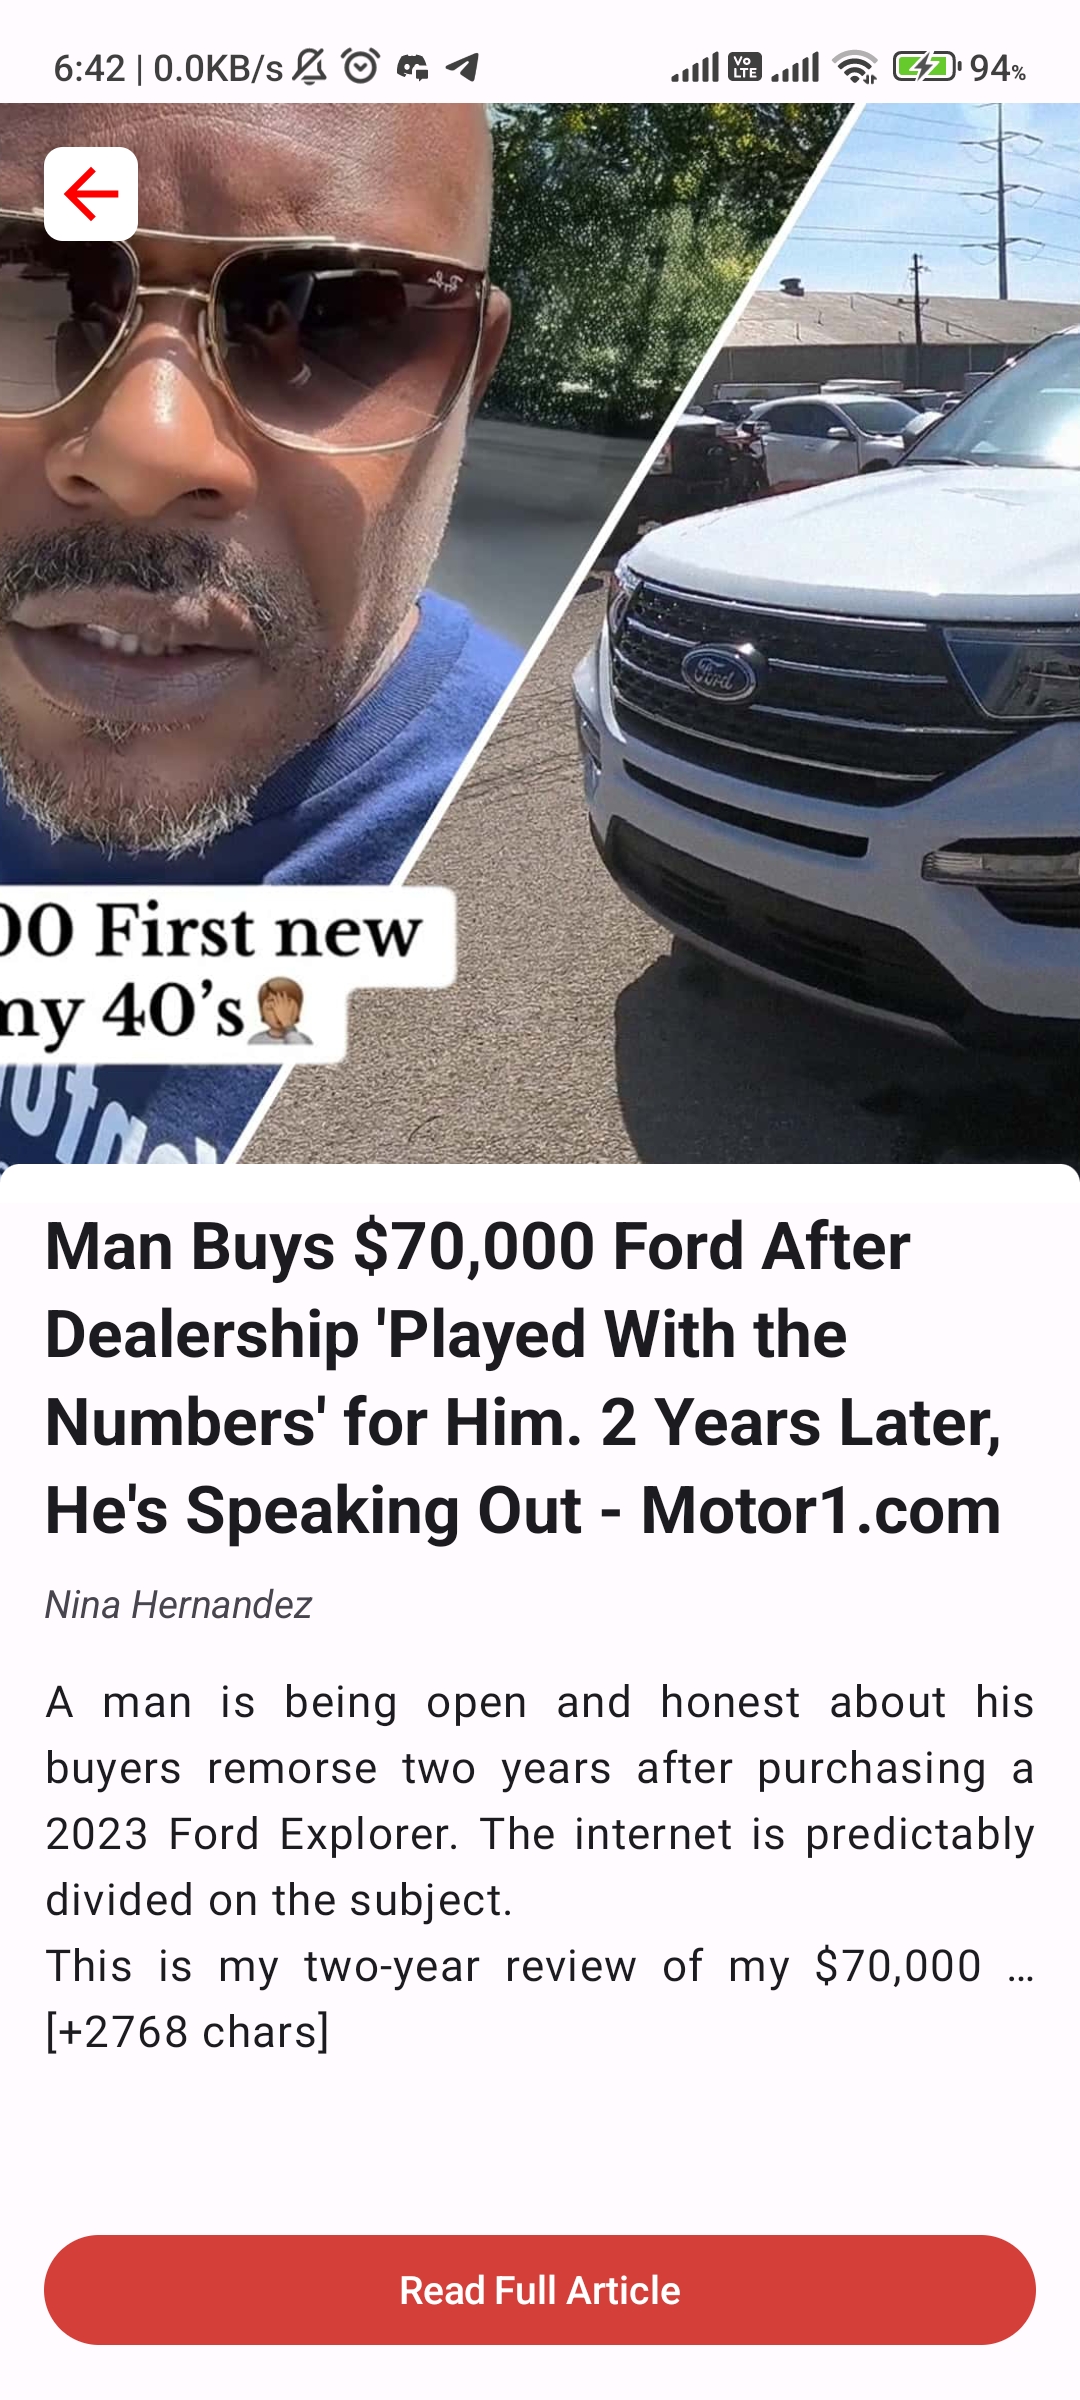 6:42 | 0.0KB/s
Vo
LTE
94%
Ray-Ban
Ford
00 First new
my 40's🤦🏽
Man Buys $70,000 Ford After
Dealership 'Played With the
Numbers' for Him. 2 Years Later,
He's Speaking Out - Motor1.com
Nina Hernandez
A man is being open and honest about his
buyers remorse two years after purchasing a
2023 Ford Explorer. The internet is predictably
divided on the subject.
This is my two-year review of my $70,000 …
[+2768 chars]
Read Full Article